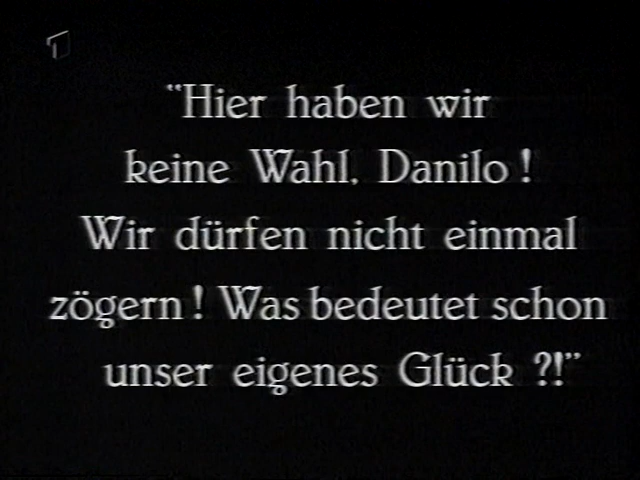 "Hier haben wir
keine Wahl, Danilo!
Wir dürfen nicht einmal
zögern! Was bedeutet schon
unser eigenes Glück ?!"